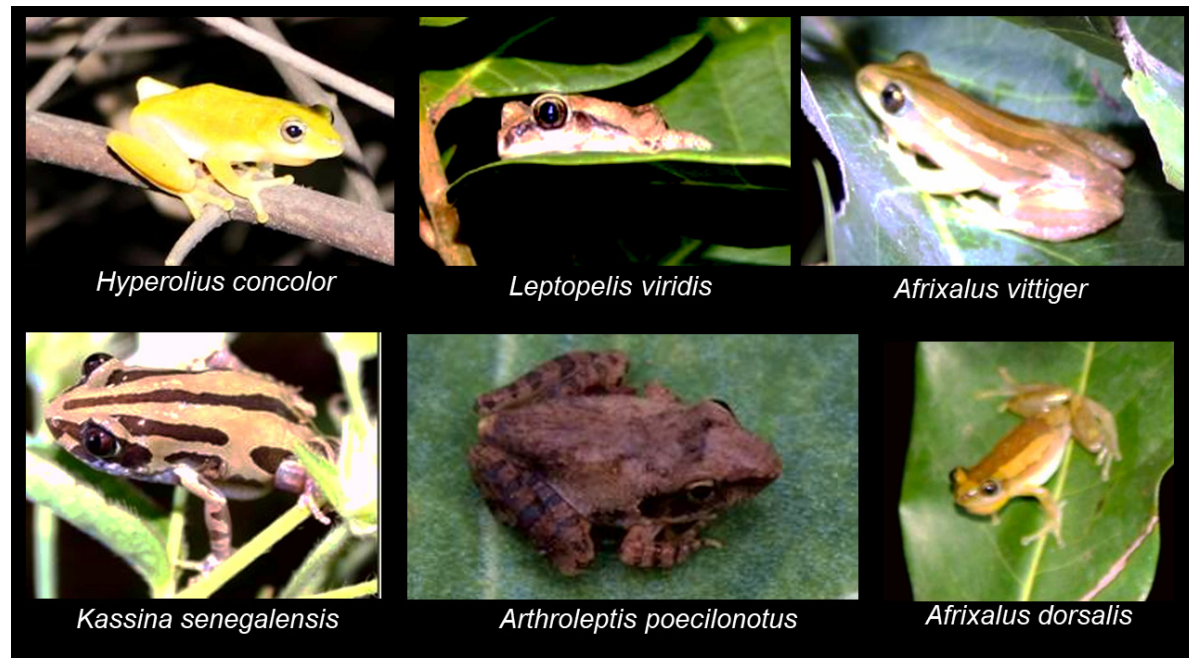 Hyperolius concolor
Leptopelis viridis
Afrixalus vittiger
Kassina senegalensis
Arthroleptis poecilonotus
Afrixalus dorsalis